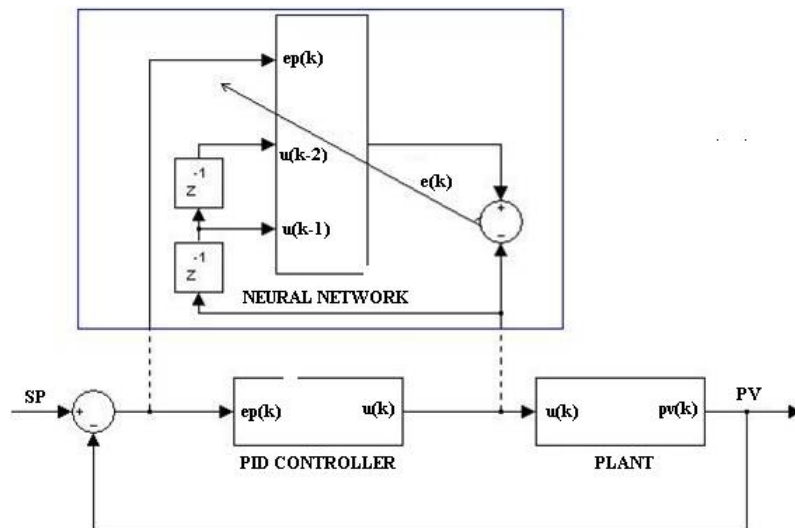 ep(k)
-1
z
u(k-2)
e(k)
+
-1
z
u(k-1)
−
NEURAL NETWORK
SP
+
−
ep(k)
u(k)
u(k)
pv(k)
PV
PID CONTROLLER
PLANT